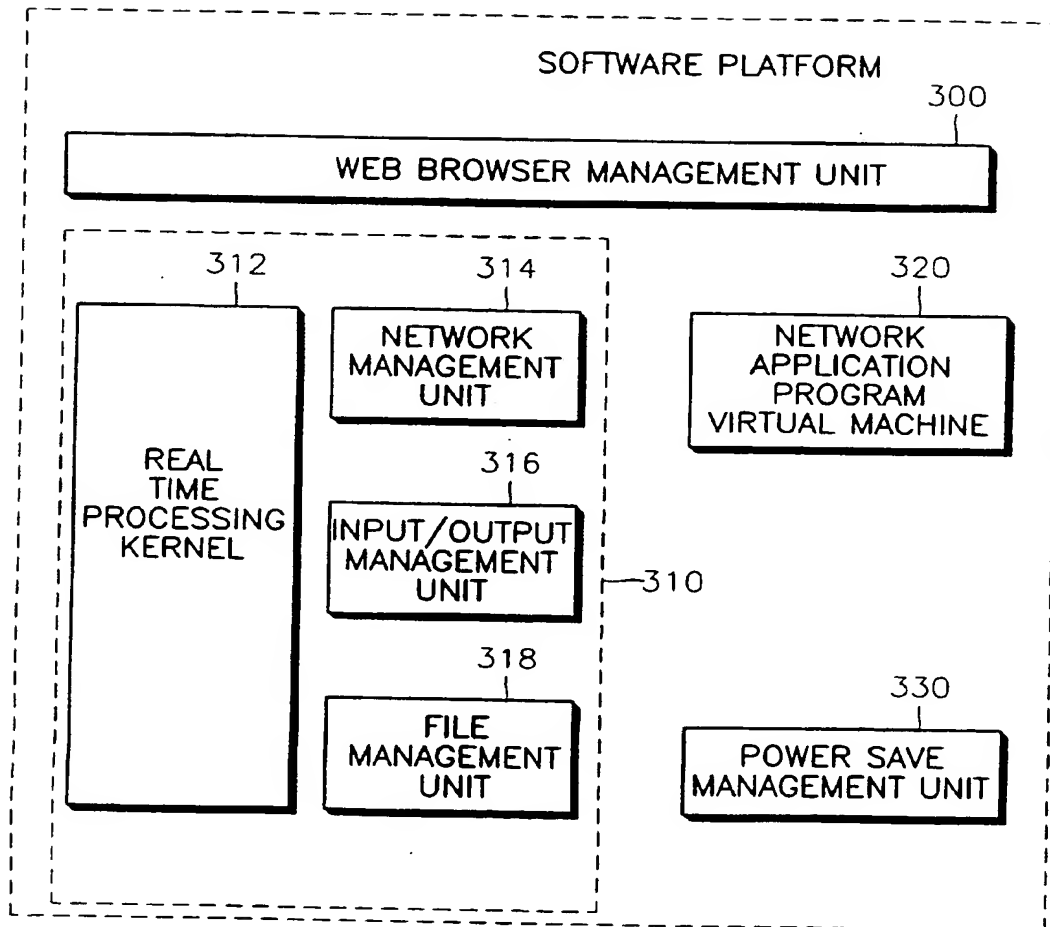 SOFTWARE PLATFORM
300
WEB BROWSER MANAGEMENT UNIT
312
REAL
TIME
PROCESSING
KERNEL
314
NETWORK
MANAGEMENT
UNIT
316
INPUT/OUTPUT
MANAGEMENT
UNIT
310
318
FILE
MANAGEMENT
UNIT
320
NETWORK
APPLICATION
PROGRAM
VIRTUAL MACHINE
330
POWER SAVE
MANAGEMENT UNIT